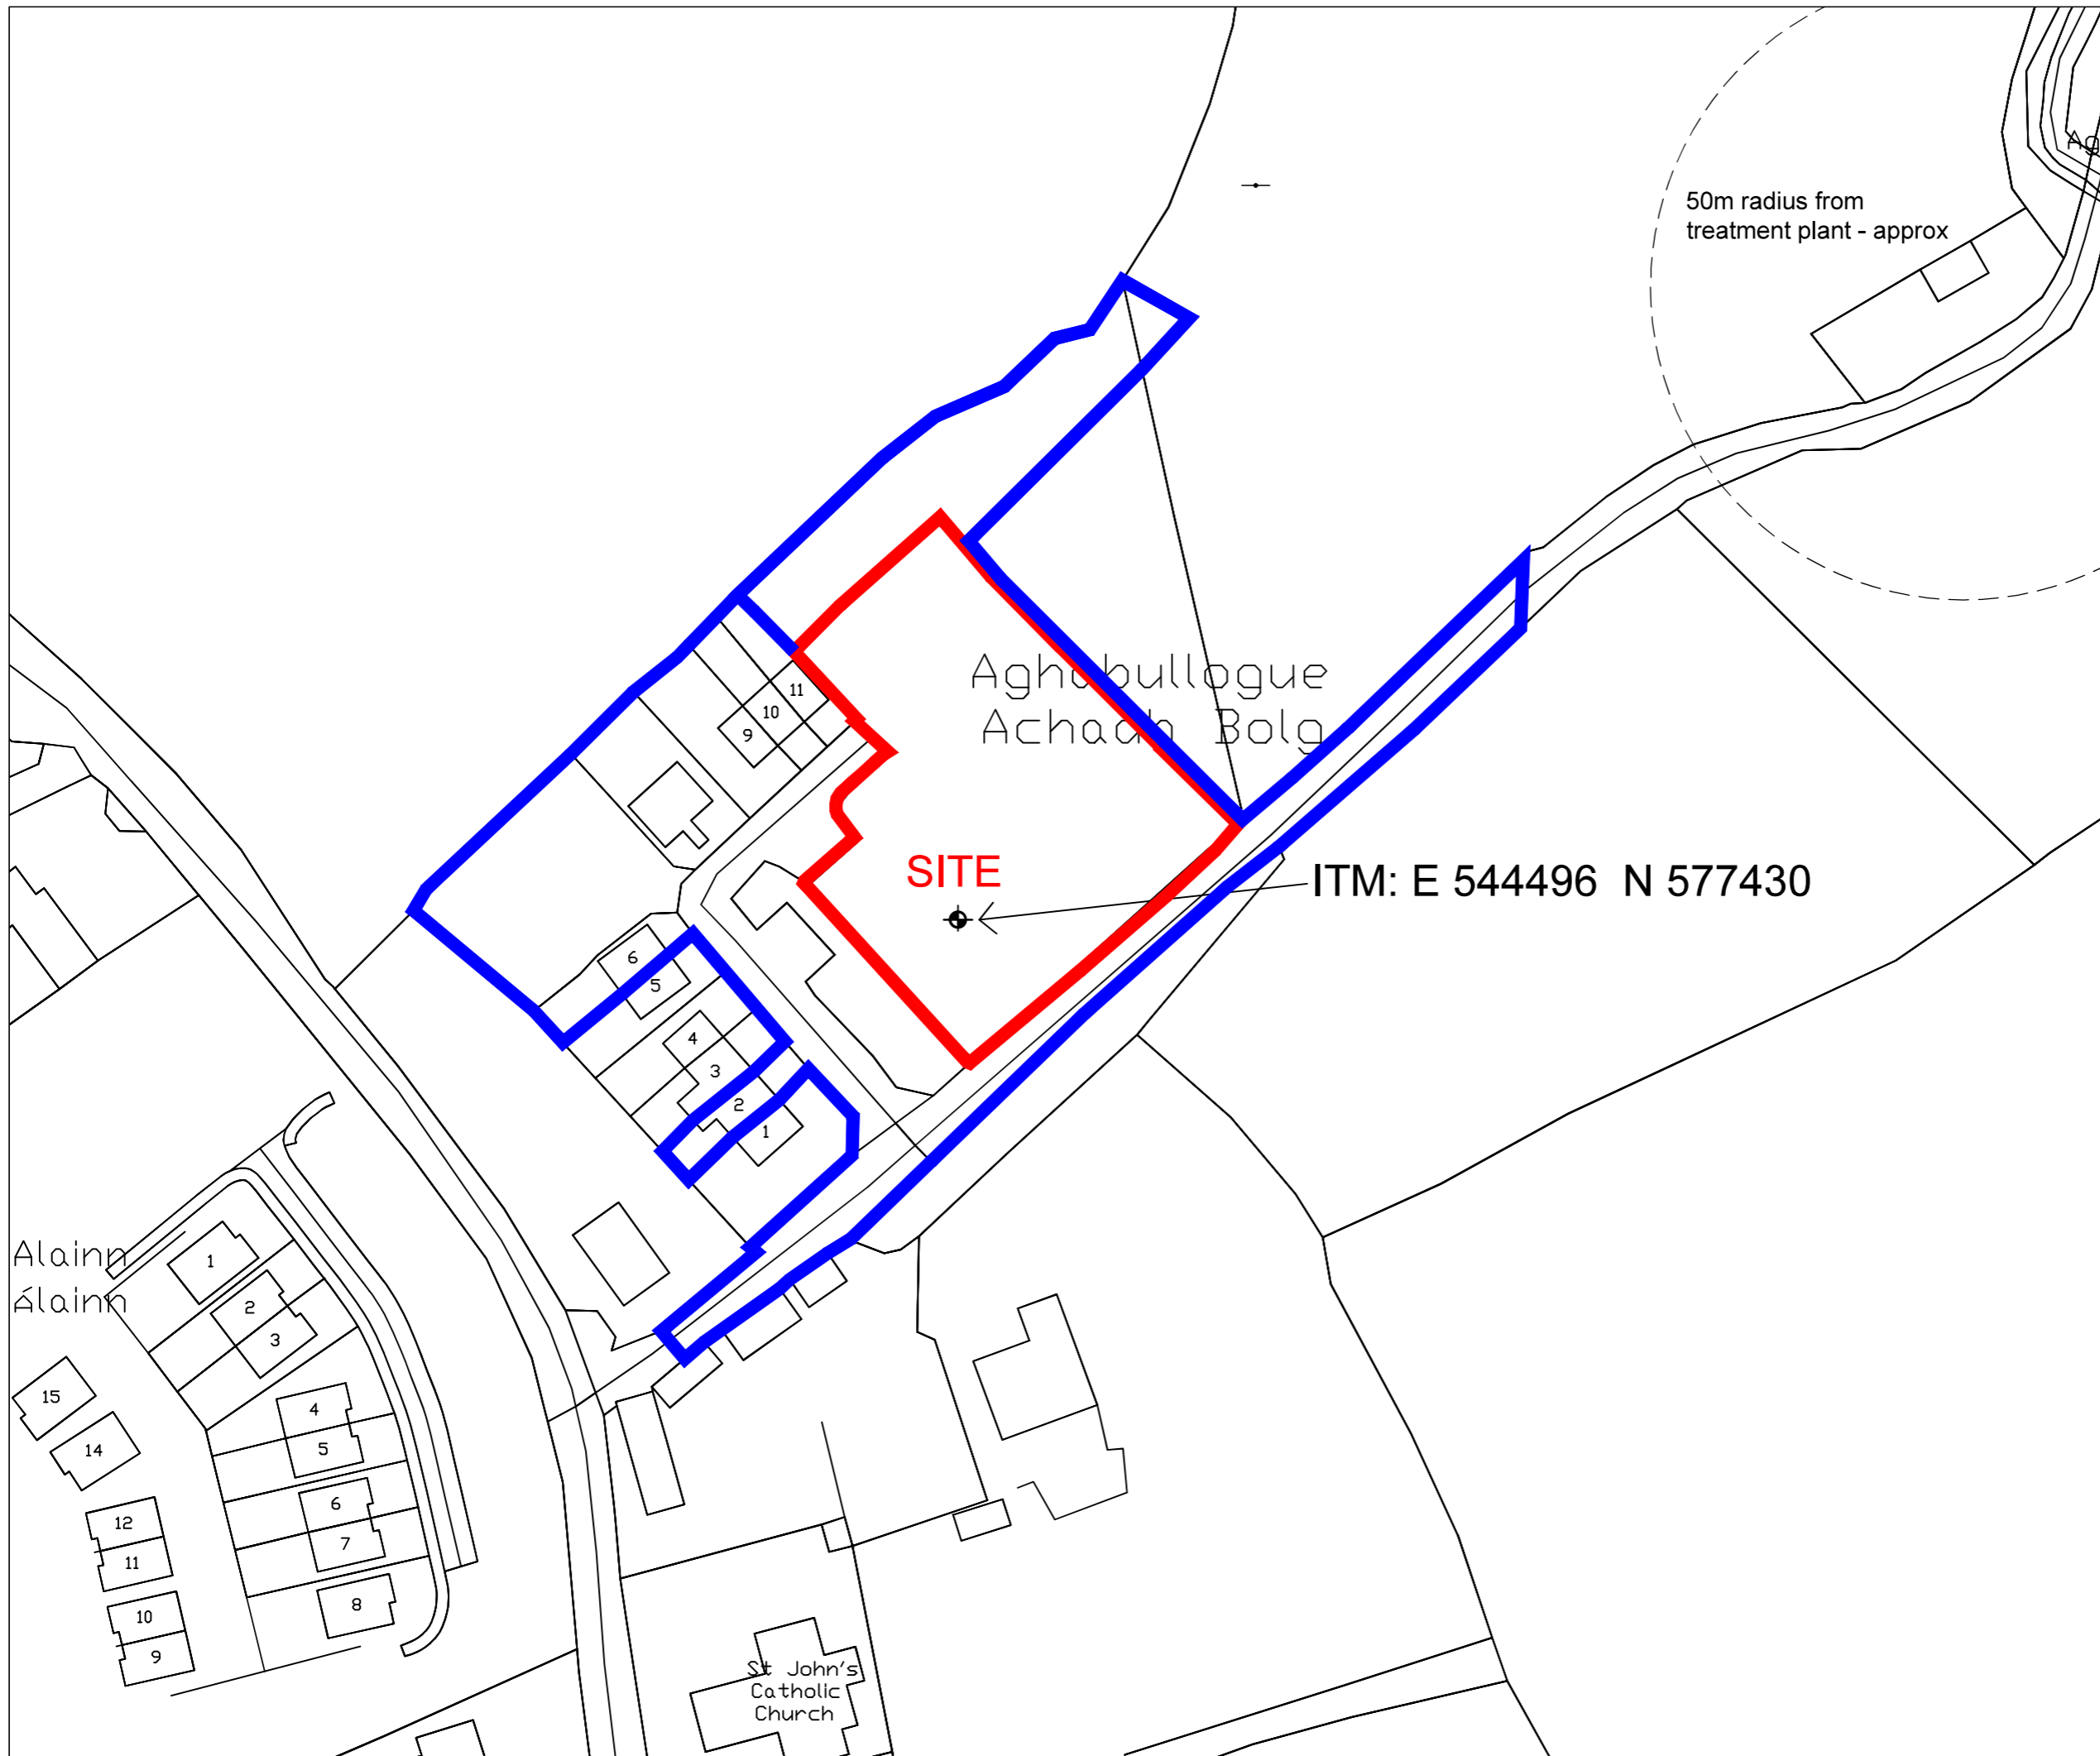 Ag
50m radius from
treatment plant - approx
Aghabullogue
Achadh Bolg
11
10
9
SITE
ITM: E 544496 N 577430
6
5
4
3
2
1
Alainn
Álainn
1
2
3
15
14
4
5
6
7
8
12
11
10
9
St John's
Catholic
Church